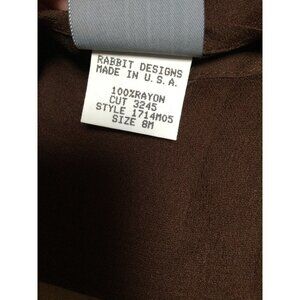 RABBIT DESIGNS
MADE IN U.S.A.
100%RAYON
CUT 3245
STYLE 1714M05
SIZE 8M